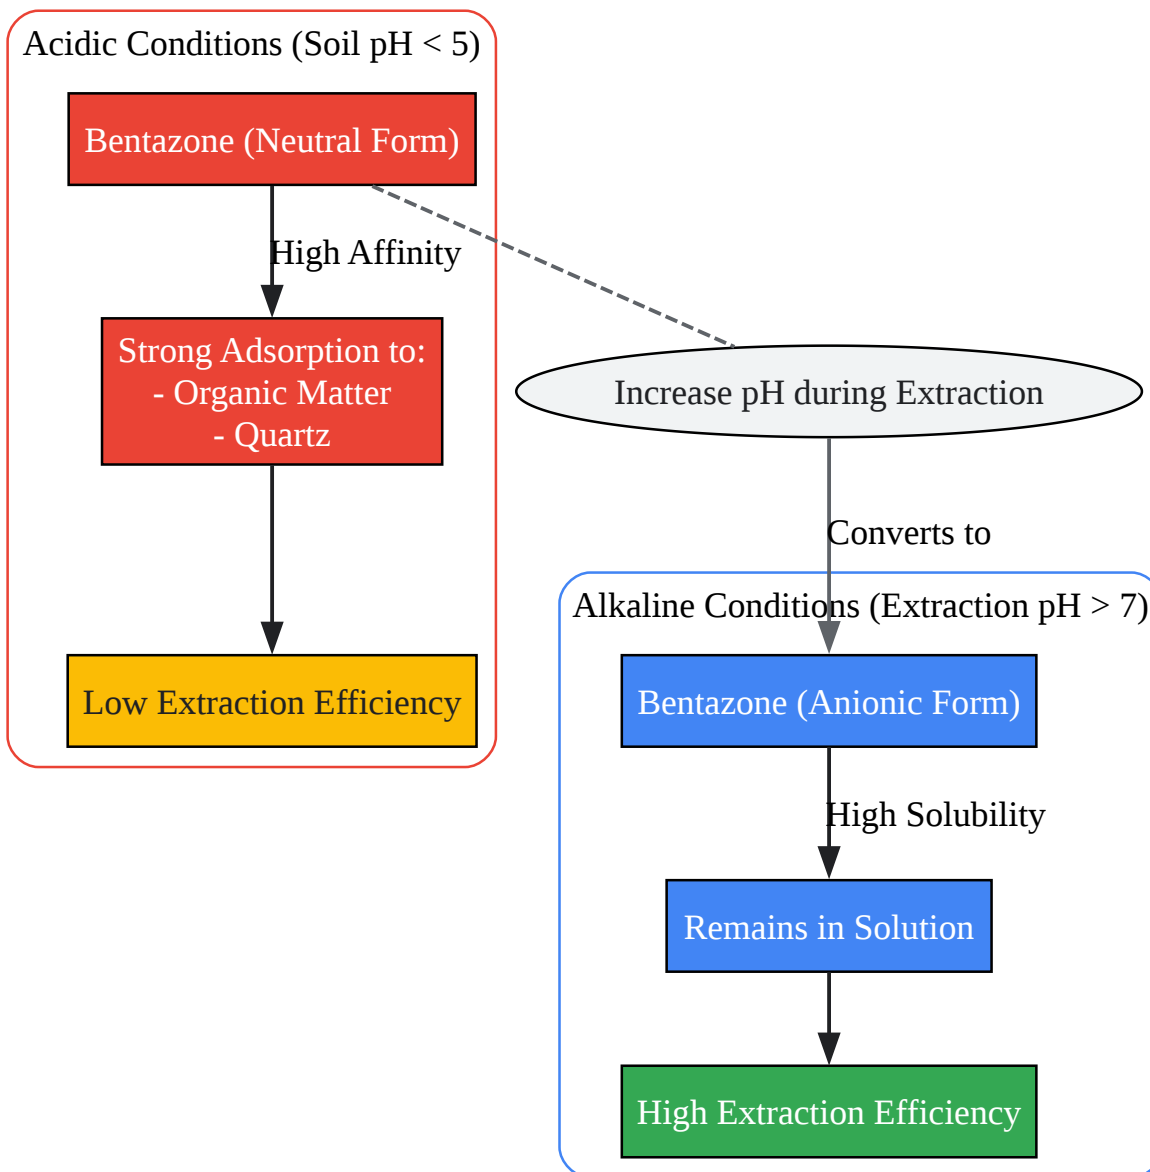 Acidic Conditions (Soil pH < 5)
Bentazone (Neutral Form)
High Affinity
Strong Adsorption to:
- Organic Matter
- Quartz
Low Extraction Efficiency
Increase pH during Extraction
Converts to
Alkaline Conditions (Extraction pH > 7)
Bentazone (Anionic Form)
High Solubility
Remains in Solution
High Extraction Efficiency